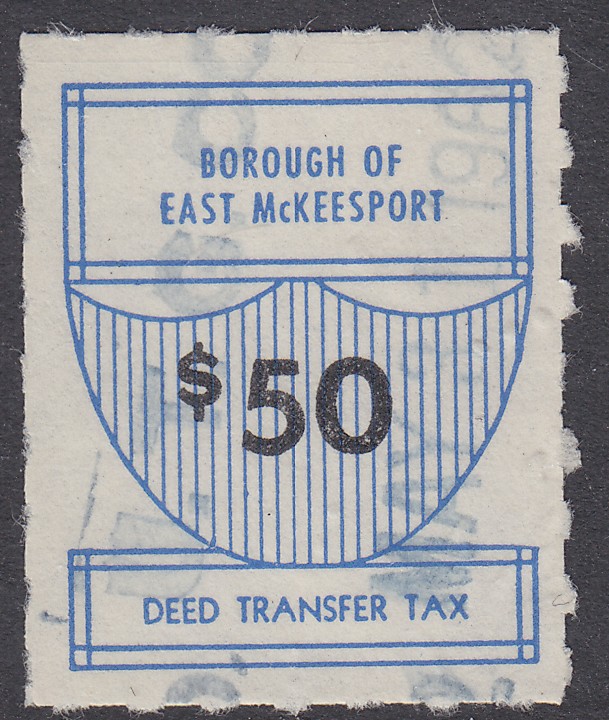 BOROUGH OF
EAST McKEESPORT
$50
DEED TRANSFER TAX